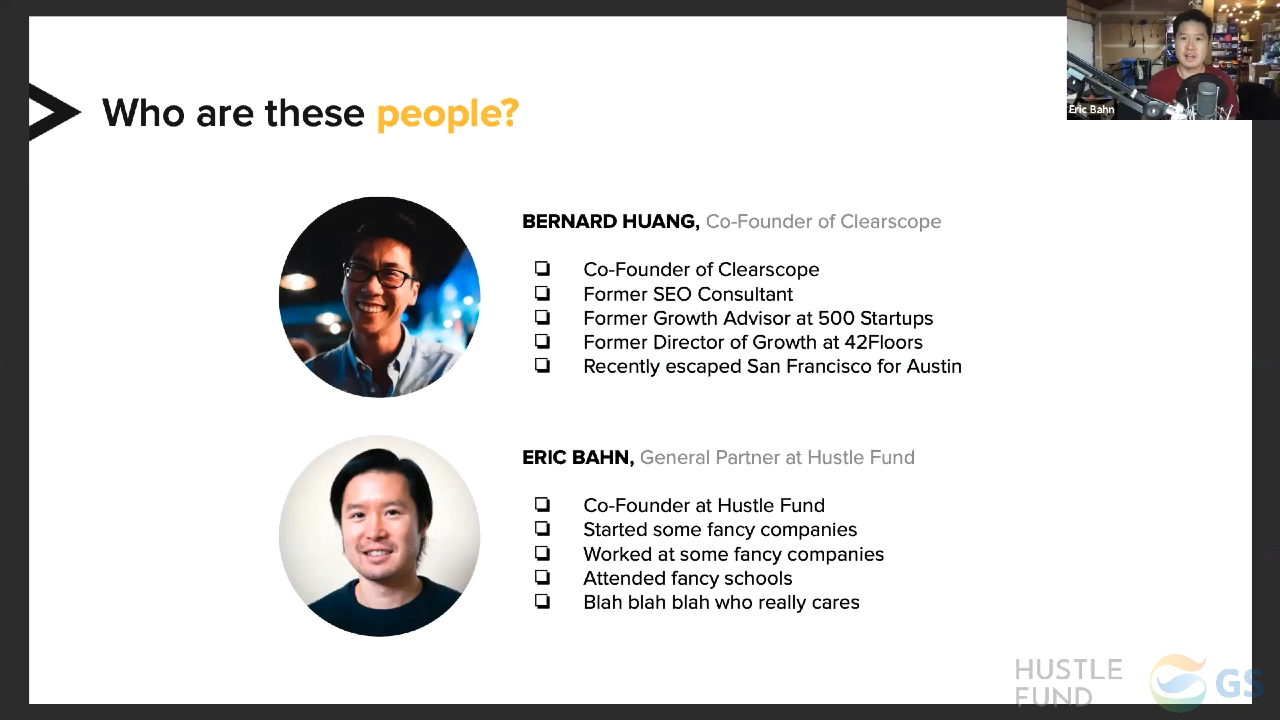 Who are these people?
Eric Bahn
BERNARD HUANG, Co-Founder of Clearscope
Co-Founder of Clearscope
Former SEO Consultant
Former Growth Advisor at 500 Startups
Former Director of Growth at 42Floors
Recently escaped San Francisco for Austin
ERIC BAHN, General Partner at Hustle Fund
Co-Founder at Hustle Fund
Started some fancy companies
Worked at some fancy companies
Attended fancy schools
Blah blah blah who really cares
HUSTLE
FUND
GS